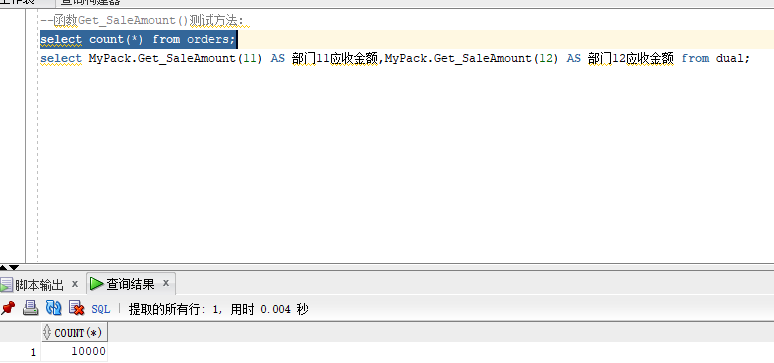 查询构建器
--函数Get_SaleAmount()测试方法:
select count(*) from orders;
select MyPack.Get_SaleAmount(11) AS 部门11应收金额,MyPack.Get_SaleAmount(12) AS 部门12应收金额 from dual;
脚本输出 x 查询结果 x
SQL | 提取的所有行: 1, 用时 0.004 秒
COUNT(*)
1 10000